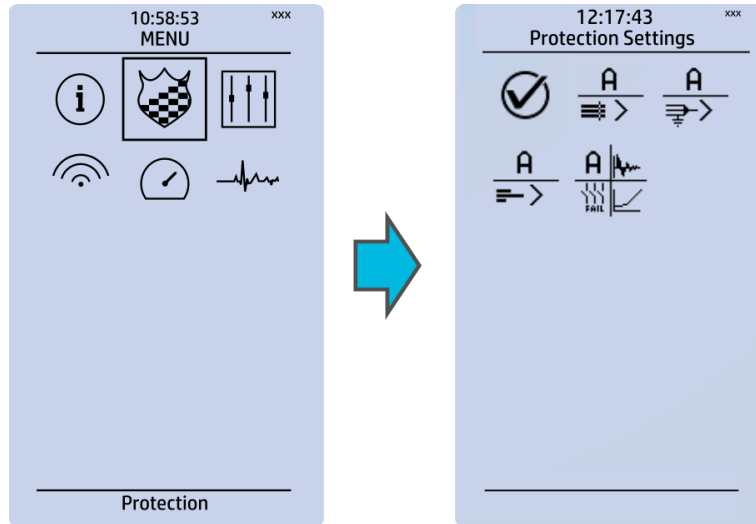 10:58:53 xxx
MENU
i
Protection
12:17:43 xxx
Protection Settings
A
A
A
A
FAIL